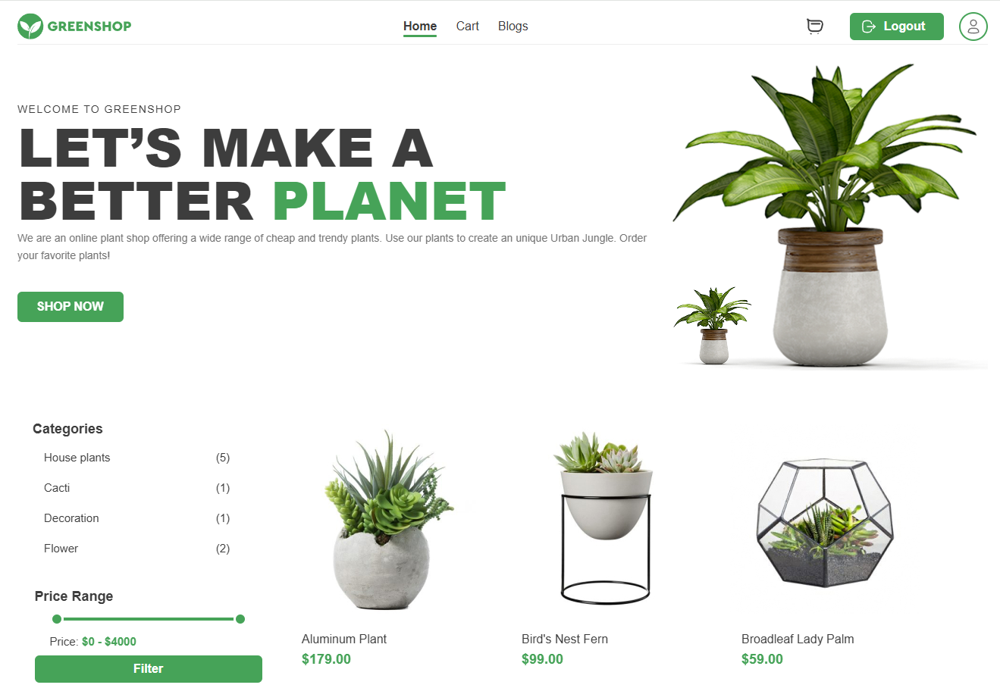 GREENSHOP
Home Cart Blogs
Logout
WELCOME TO GREENSHOP
LET’S MAKE A
BETTER PLANET
We are an online plant shop offering a wide range of cheap and trendy plants. Use our plants to create an unique Urban Jungle. Order
your favorite plants!
SHOP NOW
Categories
House plants (5)
Cacti (1)
Decoration (1)
Flower (2)
Price Range
Price: $0 - $4000
Filter
Aluminum Plant
$179.00
Bird's Nest Fern
$99.00
Broadleaf Lady Palm
$59.00